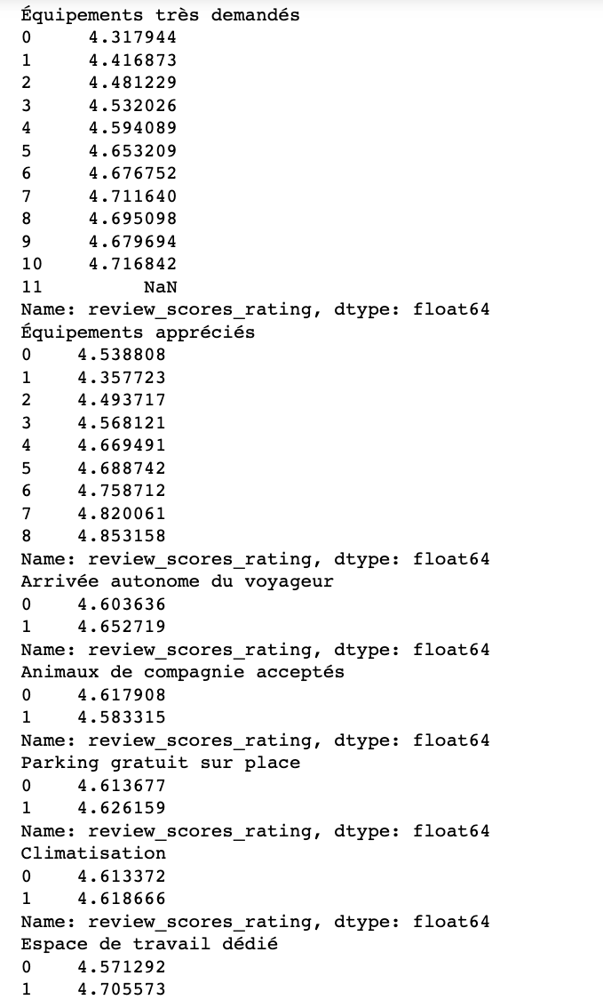 Équipements très demandés
0     4.317944
1     4.416873
2     4.481229
3     4.532026
4     4.594089
5     4.653209
6     4.676752
7     4.711640
8     4.695098
9     4.679694
10    4.716842
11         NaN
Name: review_scores_rating, dtype: float64
Équipements appréciés
0    4.538808
1    4.357723
2    4.493717
3    4.568121
4    4.669491
5    4.688742
6    4.758712
7    4.820061
8    4.853158
Name: review_scores_rating, dtype: float64
Arrivée autonome du voyageur
0    4.603636
1    4.652719
Name: review_scores_rating, dtype: float64
Animaux de compagnie acceptés
0    4.617908
1    4.583315
Name: review_scores_rating, dtype: float64
Parking gratuit sur place
0    4.613677
1    4.626159
Name: review_scores_rating, dtype: float64
Climatisation
0    4.613372
1    4.618666
Name: review_scores_rating, dtype: float64
Espace de travail dédié
0    4.571292
1    4.705573